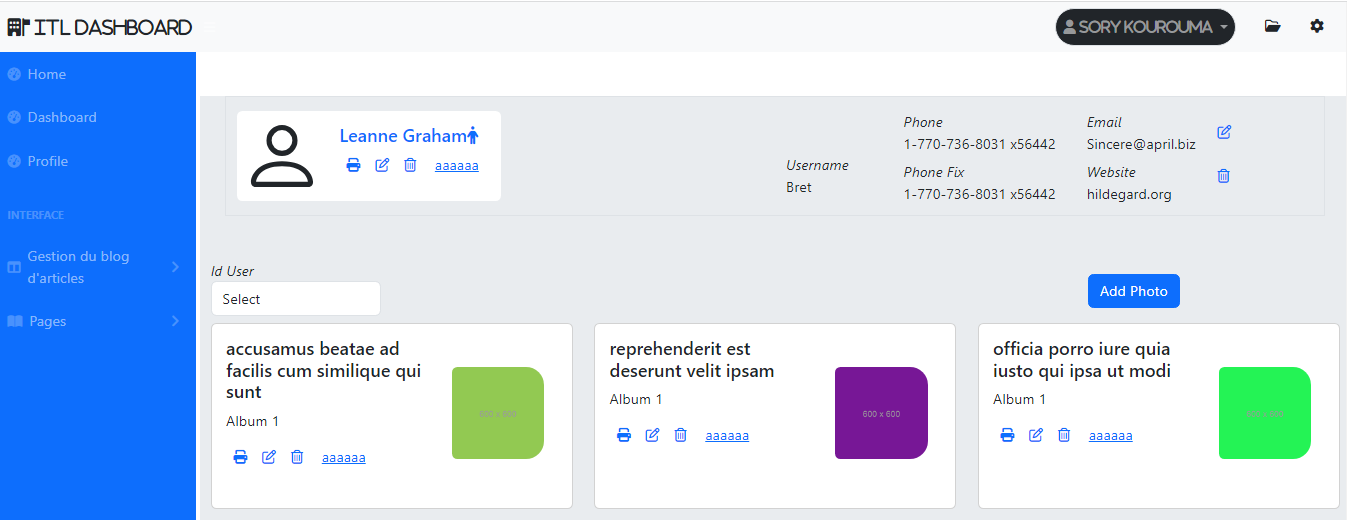 ITL DASHBOARD
SORY KOUROUMA
Home
Dashboard
Profile
INTERFACE
Gestion du blog
d'articles
Pages
Leanne Graham
aaaaaa
Username
Bret
Phone
1-770-736-8031 x56442
Phone Fix
1-770-736-8031 x56442
Email
Sincere@april.biz
Website
hildegard.org
Id User
Select
Add Photo
accusamus beatae ad
facilis cum similique qui
sunt
Album 1
aaaaaa
600 x 600
reprehenderit est
deserunt velit ipsam
Album 1
aaaaaa
600 x 600
officia porro iure quia
iusto qui ipsa ut modi
Album 1
aaaaaa
600 x 600